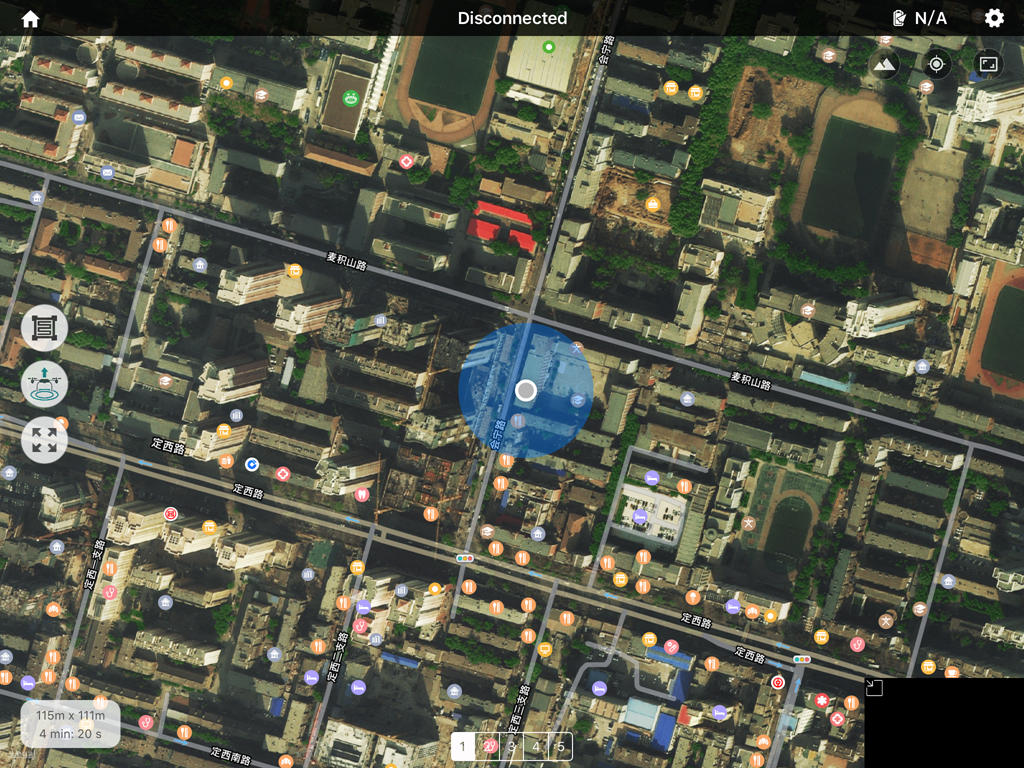 Disconnected
N/A
会宁路
麦积山路
麦积山路
会宁路
定西路
定西路
定西一支路
定西路
定西二支路
定西路
定西三支路
115m x 111m
4 min: 20 s
定西南路
1 2 3 4 5